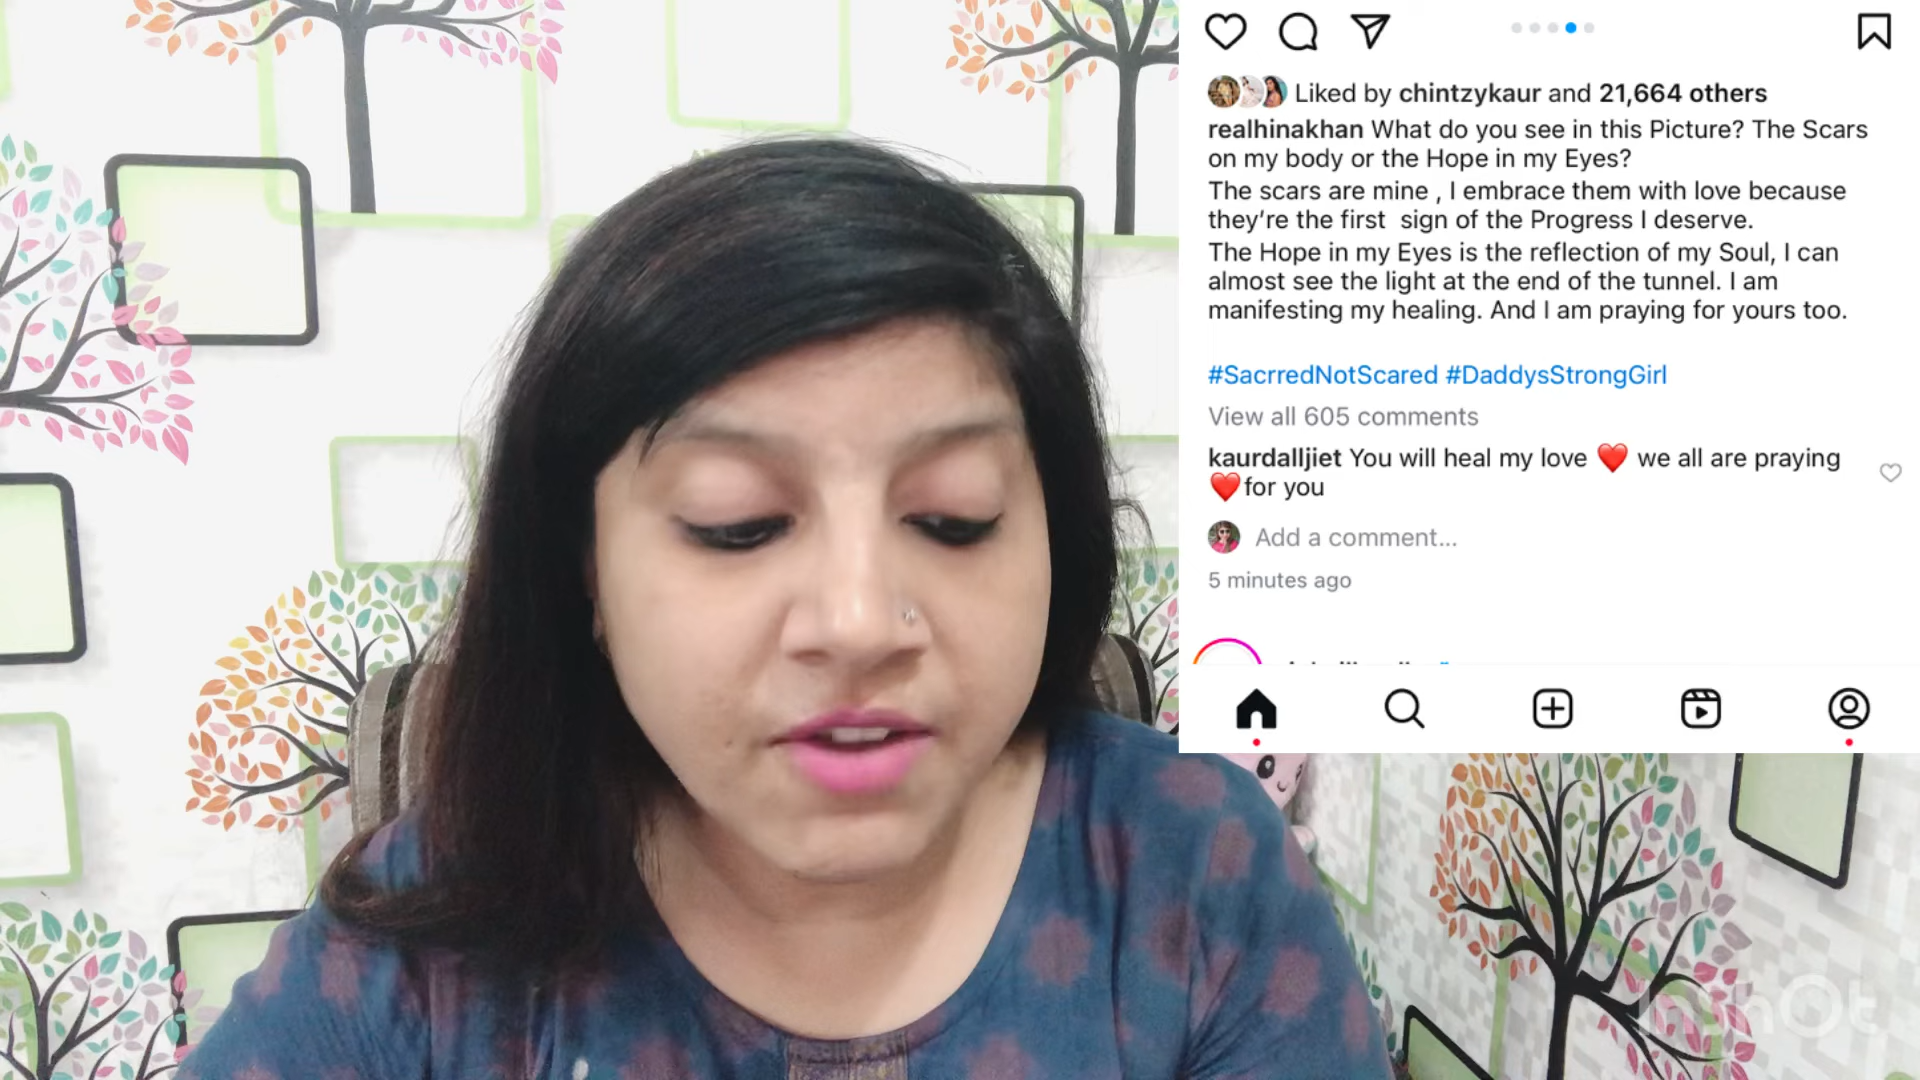 Liked by chintzykaur and 21,664 others
realhinakhan What do you see in this Picture? The Scars
on my body or the Hope in my Eyes?
The scars are mine , I embrace them with love because
they're the first  sign of the Progress I deserve.
The Hope in my Eyes is the reflection of my Soul, I can
almost see the light at the end of the tunnel. I am
manifesting my healing. And I am praying for yours too.
#SacrredNotScared #DaddysStrongGirl
View all 605 comments
kaurdalljiet You will heal my love ❤️ we all are praying
❤️for you
Add a comment...
5 minutes ago
InShOt